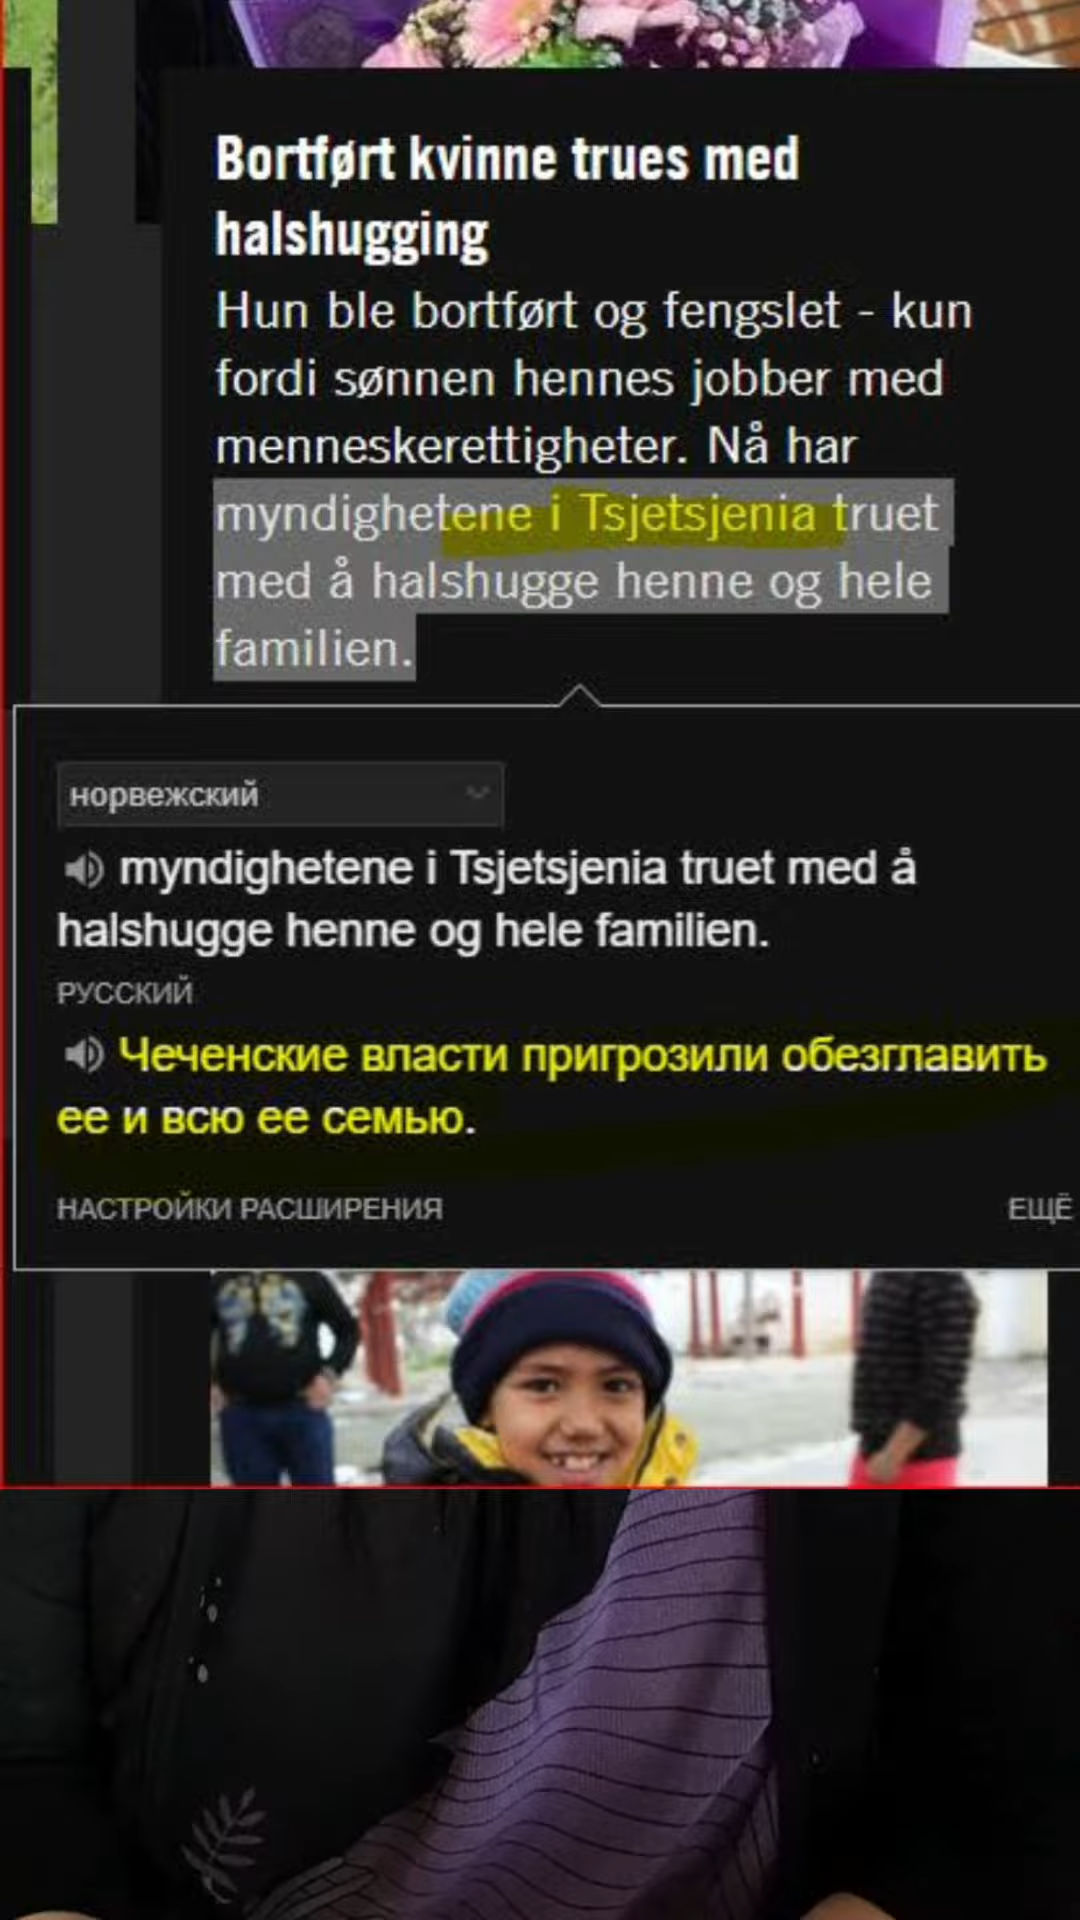 Bortført kvinne trues med
halshugging
Hun ble bortført og fengslet - kun
fordi sønnen hennes jobber med
menneskerettigheter. Nå har
myndighetene i Tsjetsjenia truet
med å halshugge henne og hele
familien.
норвежский
myndighetene i Tsjetsjenia truet med å
halshugge henne og hele familien.
РУССКИЙ
Чеченские власти пригрозили обезглавить
ее и всю ее семью.
НАСТРОЙКИ РАСШИРЕНИЯ ЕЩЁ